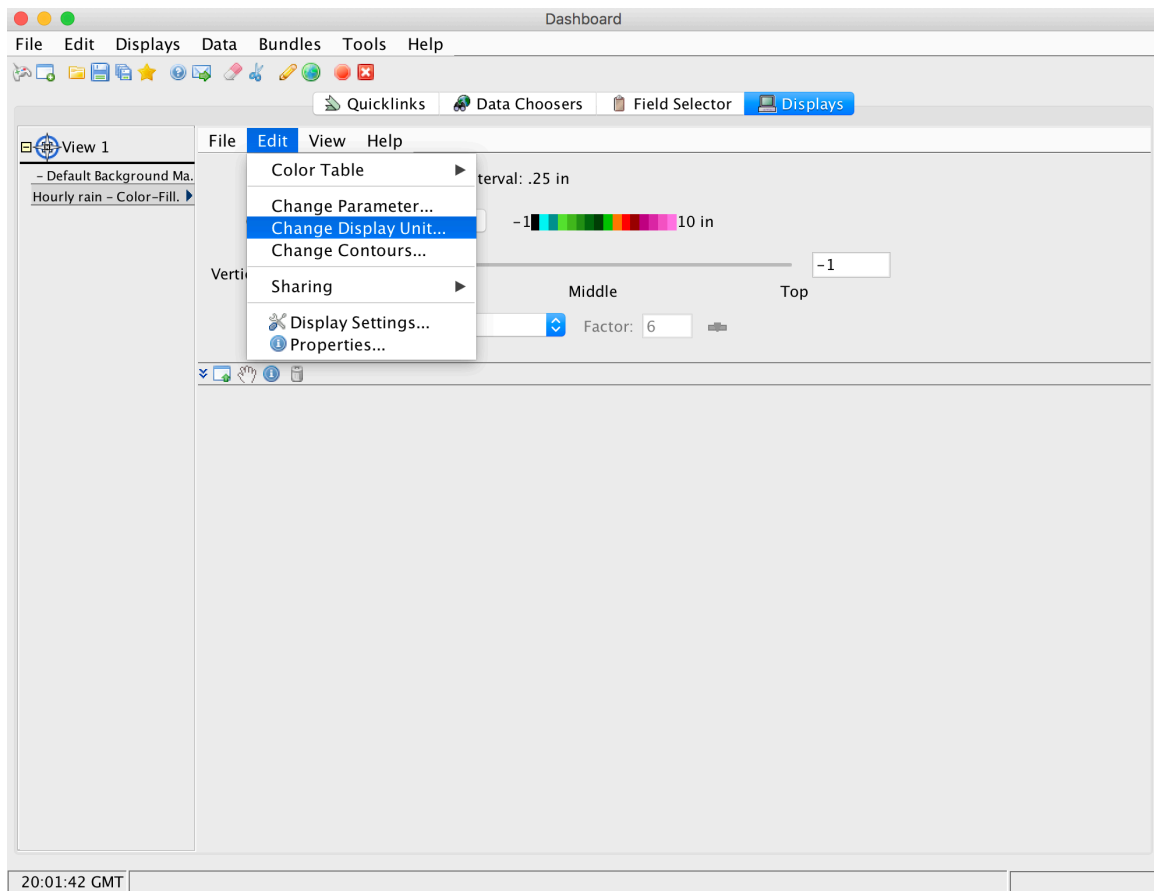 Dashboard
File Edit Displays Data Bundles Tools Help
Quicklinks Data Choosers Field Selector Displays
View 1
– Default Background Ma.
Hourly rain – Color–Fill.
File Edit View Help
Color Table
Change Parameter...
Change Display Unit...
Change Contours...
Sharing
Display Settings...
Properties...
terval: .25 in
–1 10 in
Verti
–1
Middle Top
Factor: 6
20:01:42 GMT